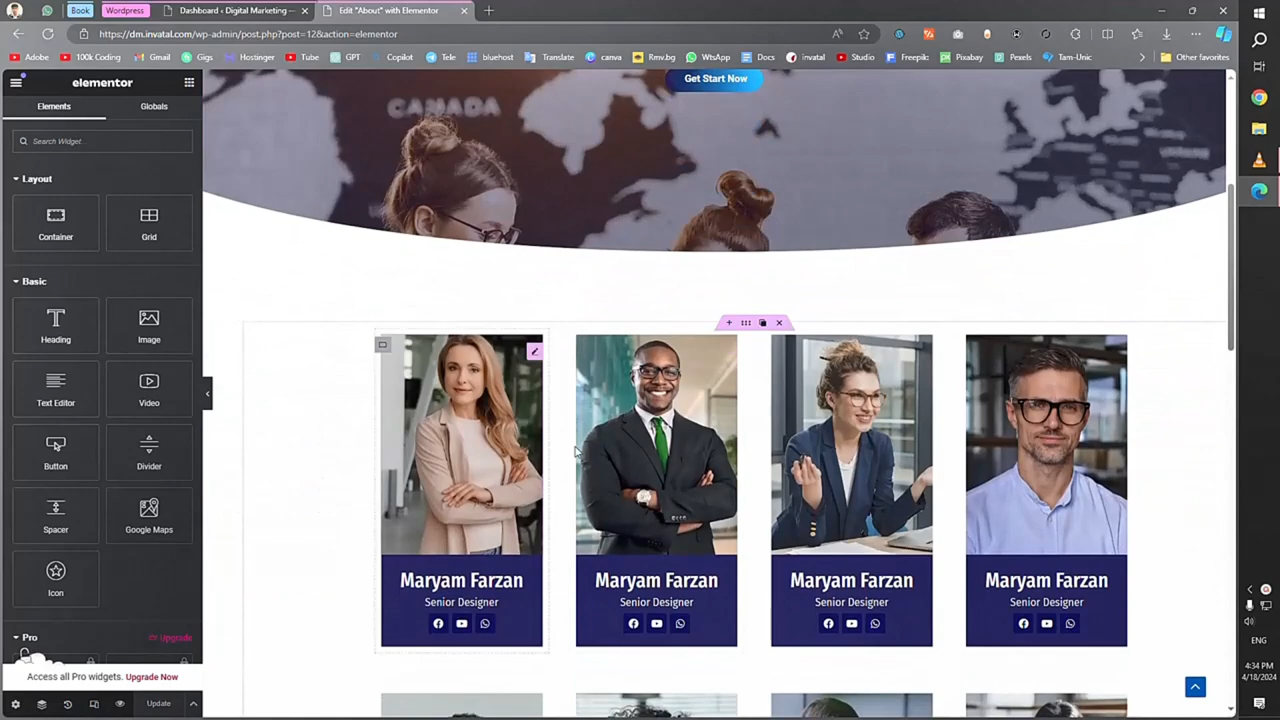 Book
Wordpress
Dashboard ‹ Digital Marketing —
Edit "About" with Elementor
https://dm.invatal.com/wp-admin/post.php?post=12&action=elementor
Adobe
100k Coding
Gmail
Gigs
Hostinger
Tube
GPT
Copilot
Tele
bluehost
Translate
canva
Rmv.bg
WtsApp
Docs
invatal
Studio
Freepik:
Pixabay
Pexels
Tam-Unic
Other favorites
elementor
Elements
Globals
Search Widget...
Layout
Container
Grid
Basic
Heading
Image
Text Editor
Video
Button
Divider
Spacer
Google Maps
Icon
Pro
Upgrade
Access all Pro widgets. Upgrade Now
Update
Get Start Now
CANADA
Maryam Farzan
Senior Designer
Maryam Farzan
Senior Designer
Maryam Farzan
Senior Designer
Maryam Farzan
Senior Designer
ENG
4:34 PM
4/18/2024